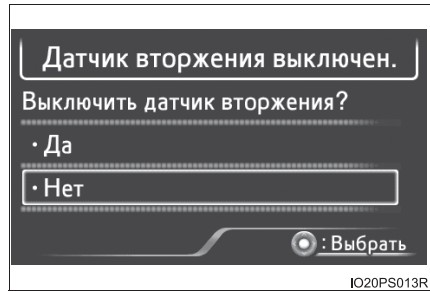 Датчик вторжения выключен.
Выключить датчик вторжения?
· Да
· Нет
: Выбрать
IO20PS013R